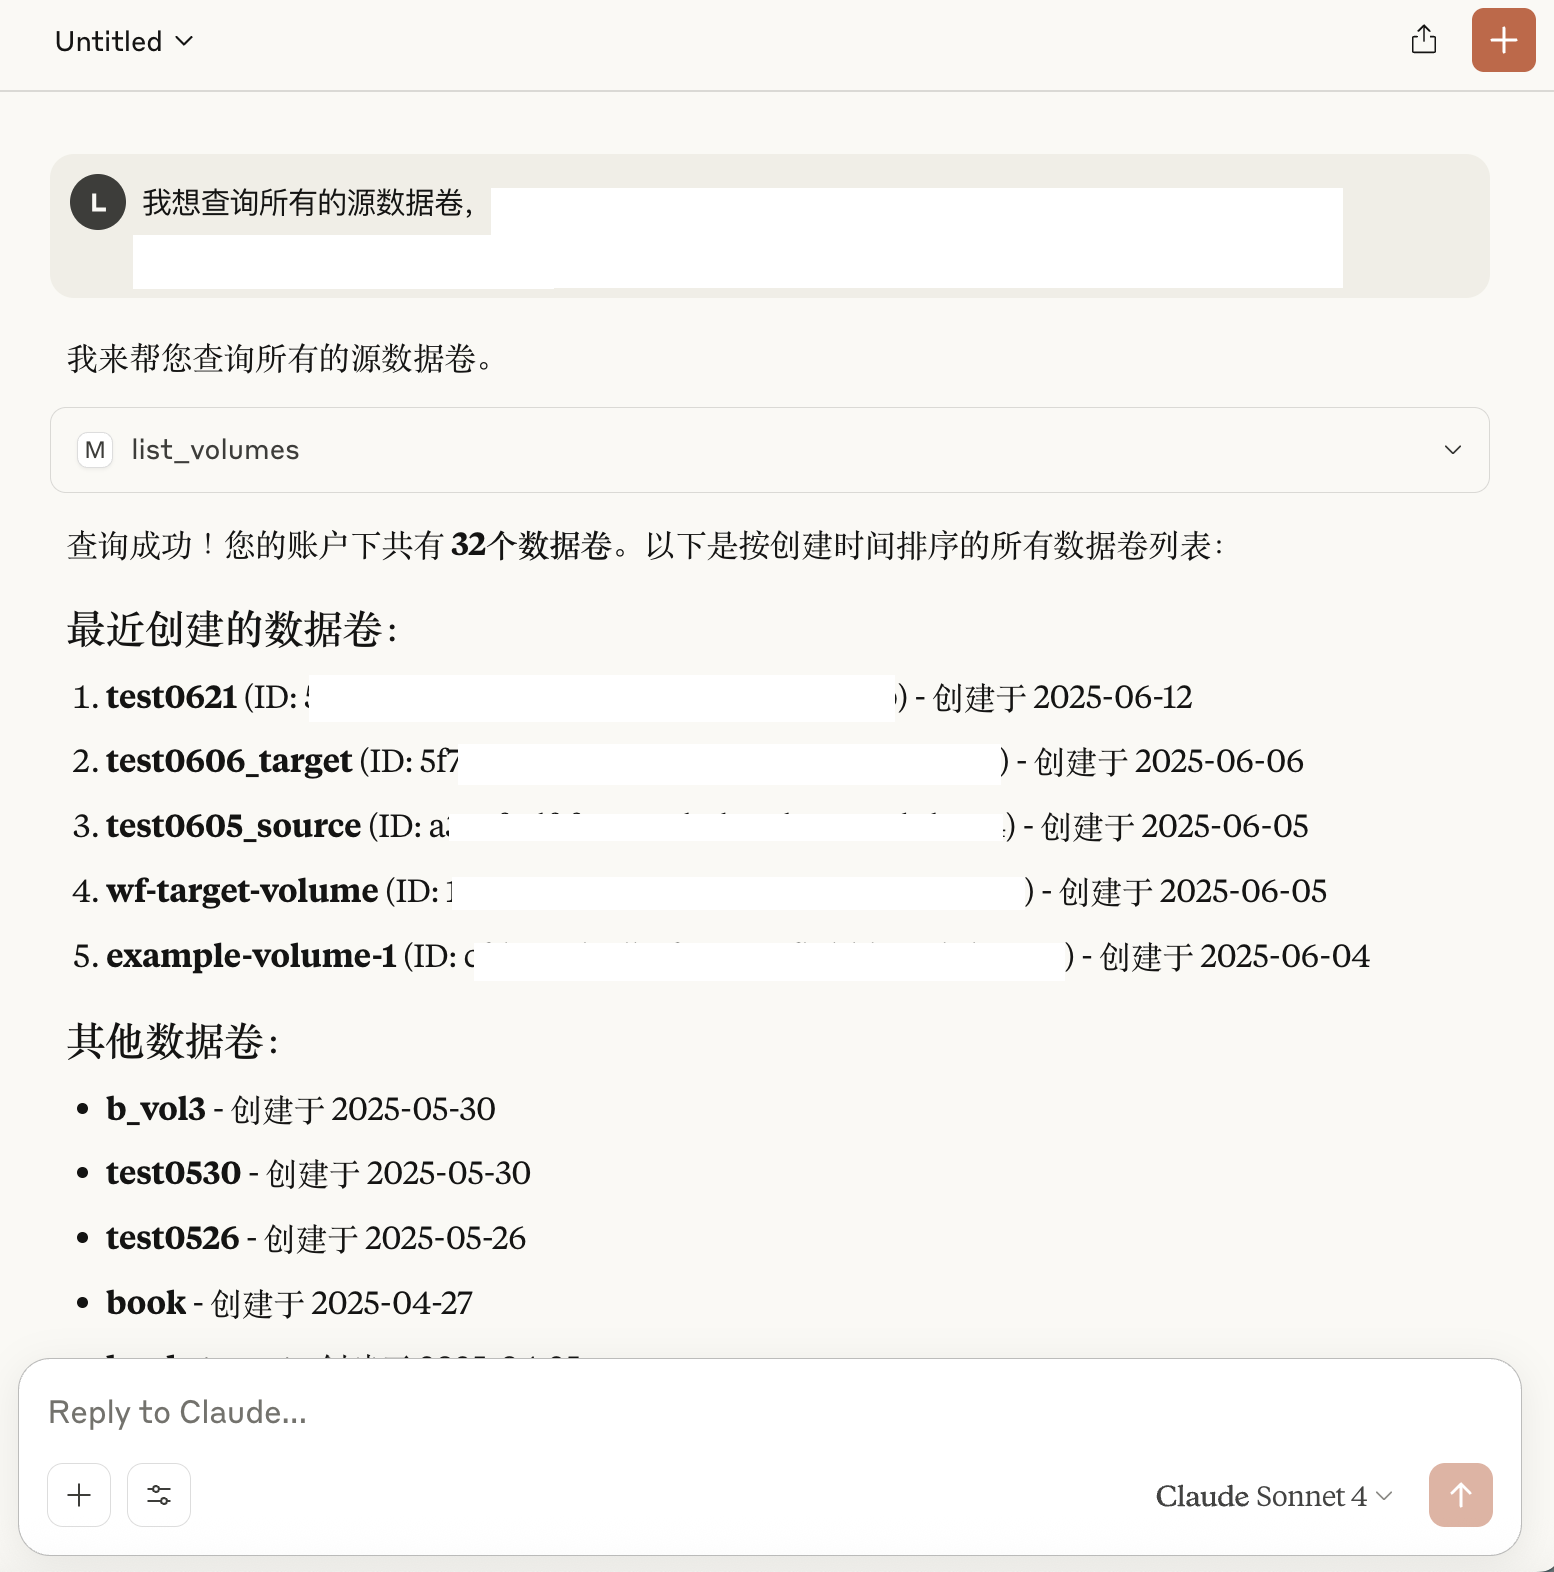 Untitled
L
我想查询所有的源数据卷,
我来帮您查询所有的源数据卷。
M list_volumes
查询成功！您的账户下共有 32个数据卷。以下是按创建时间排序的所有数据卷列表：
最近创建的数据卷：
1. test0621 (ID: ) - 创建于 2025-06-12
2. test0606_target (ID: 5f7 ) - 创建于 2025-06-06
3. test0605_source (ID: a ) - 创建于 2025-06-05
4. wf-target-volume (ID: ) - 创建于 2025-06-05
5. example-volume-1 (ID: c ) - 创建于 2025-06-04
其他数据卷：
• b_vol3 - 创建于 2025-05-30
• test0530 - 创建于 2025-05-30
• test0526 - 创建于 2025-05-26
• book - 创建于 2025-04-27
Reply to Claude...
Claude Sonnet 4